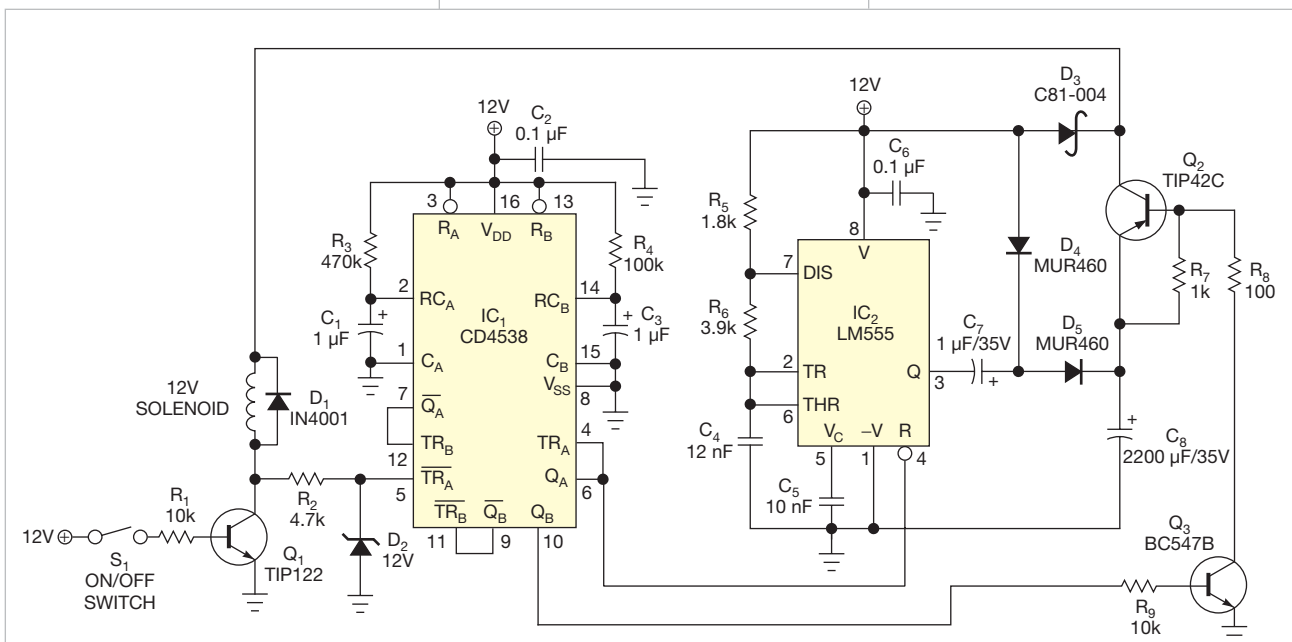 12V
C2
0.1 µF
3
16
13
RA
VDD
RB
R3
470k
R4
100k
2
RCA
14
RCB
IC1
CD4538
C1
1 µF
+
+
C3
1 µF
1
CA
15
CB
VSS
8
7
Q̅A
TRB
12
4
TRA
QA
6
T̅R̅A
5
T̅R̅B
Q̅B
QB
11
9
10
12V
SOLENOID
D1
IN4001
R2
4.7k
D2
12V
12V
S1
ON/OFF
SWITCH
R1
10k
Q1
TIP122
12V
D3
C81-004
C6
0.1 µF
R5
1.8k
8
V
7
DIS
IC2
LM555
R6
3.9k
2
TR
THR
6
Q
3
VC
–V
R
5
1
4
C4
12 nF
C5
10 nF
C7
1 µF/35V
+
D4
MUR460
D5
MUR460
Q2
TIP42C
R7
1k
R8
100
+
C8
2200 µF/35V
Q3
BC547B
R9
10k